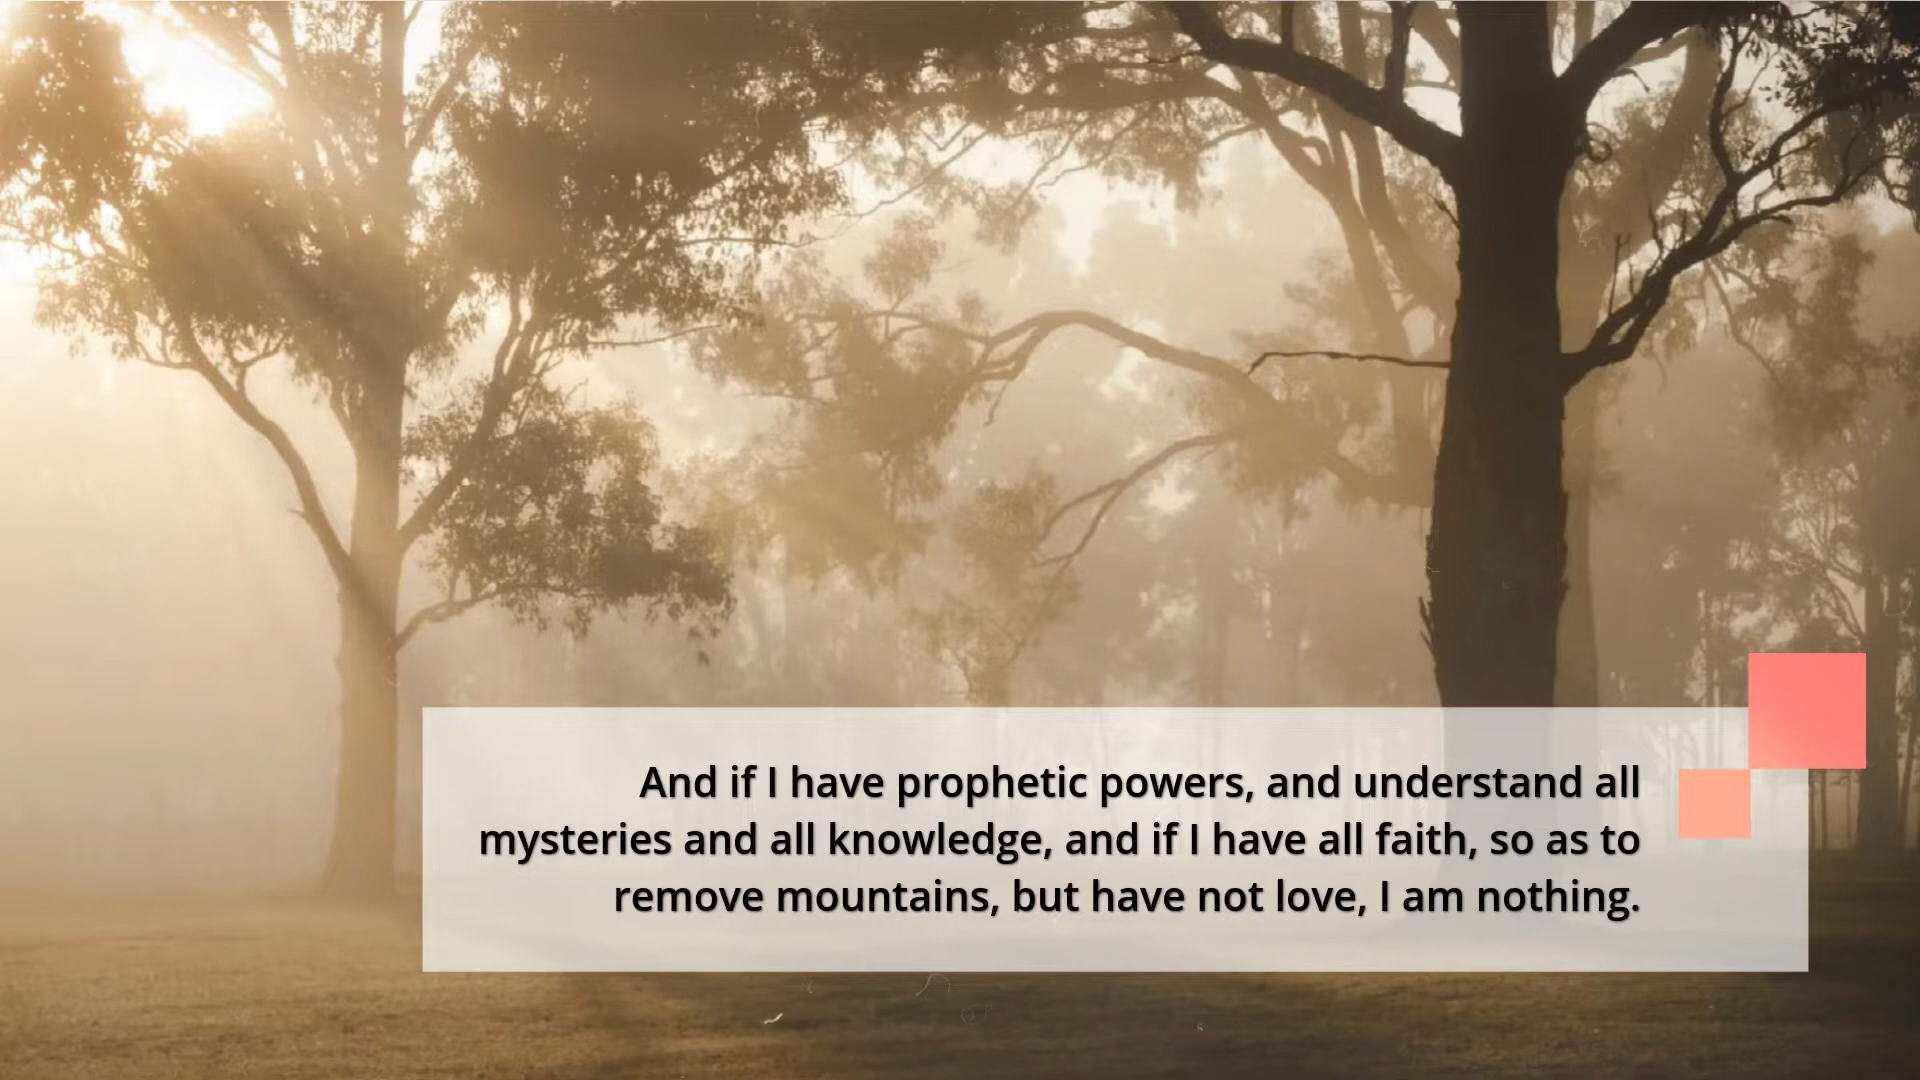 And if I have prophetic powers, and understand all
mysteries and all knowledge, and if I have all faith, so as to
remove mountains, but have not love, I am nothing.